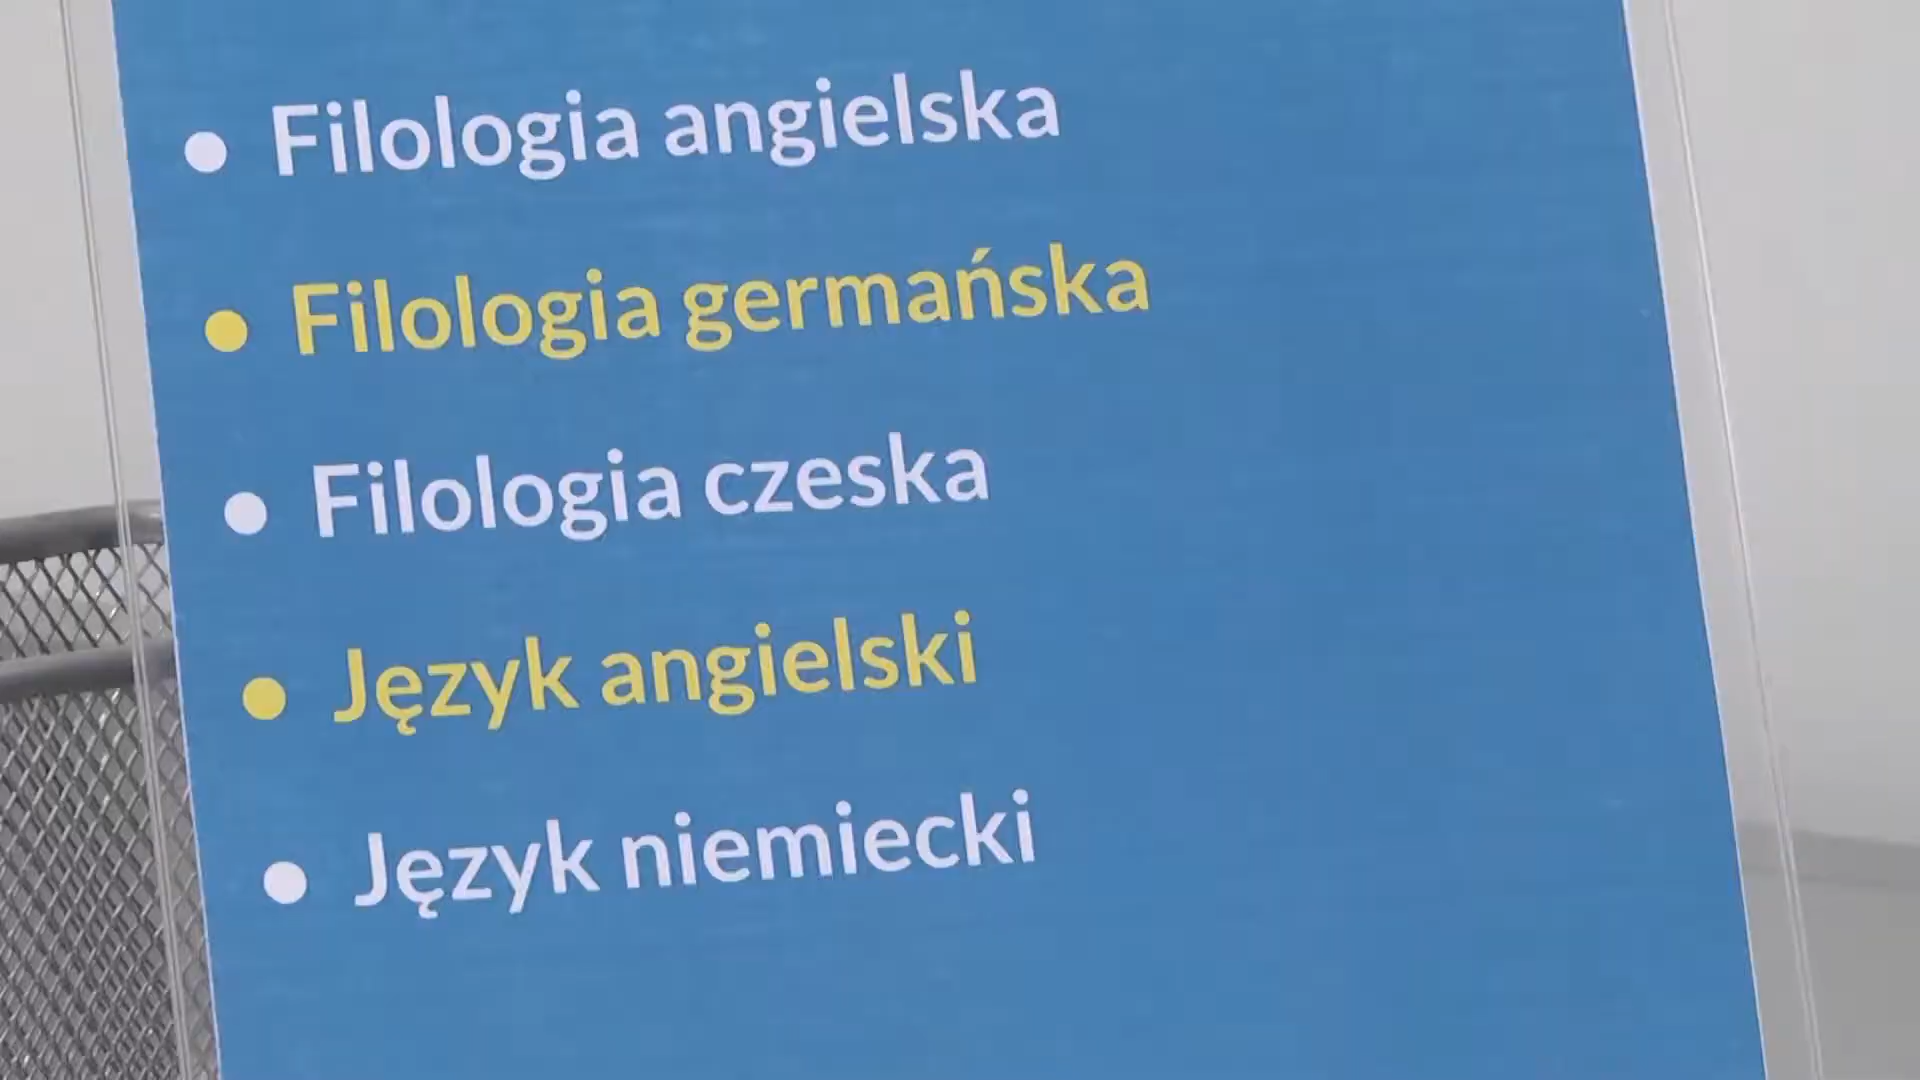 • Filologia angielska
• Filologia germańska
• Filologia czeska
• Język angielski
• Język niemiecki